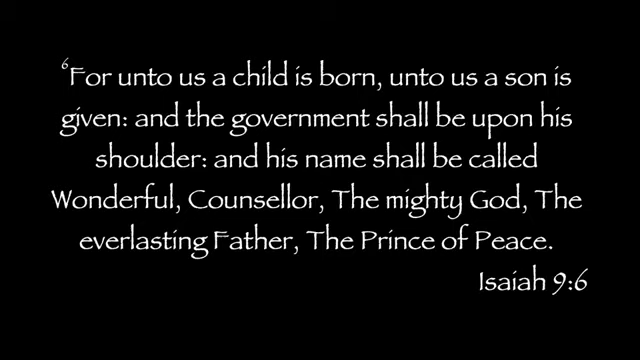 6For unto us a child is born, unto us a son is
given: and the government shall be upon his
shoulder: and his name shall be called
Wonderful, Counsellor, The mighty God, The
everlasting Father, The Prince of Peace.
Isaiah 9:6